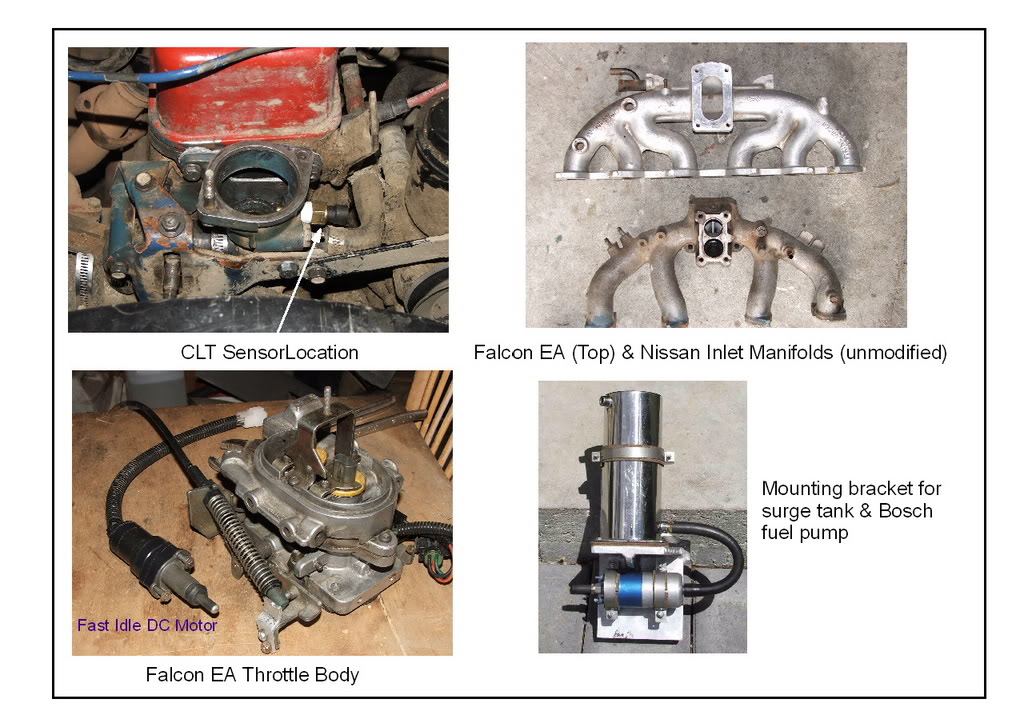 CLT SensorLocation
Falcon EA (Top) & Nissan Inlet Manifolds (unmodified)
Fast Idle DC Motor
Falcon EA Throttle Body
Mounting bracket for
surge tank & Bosch
fuel pump